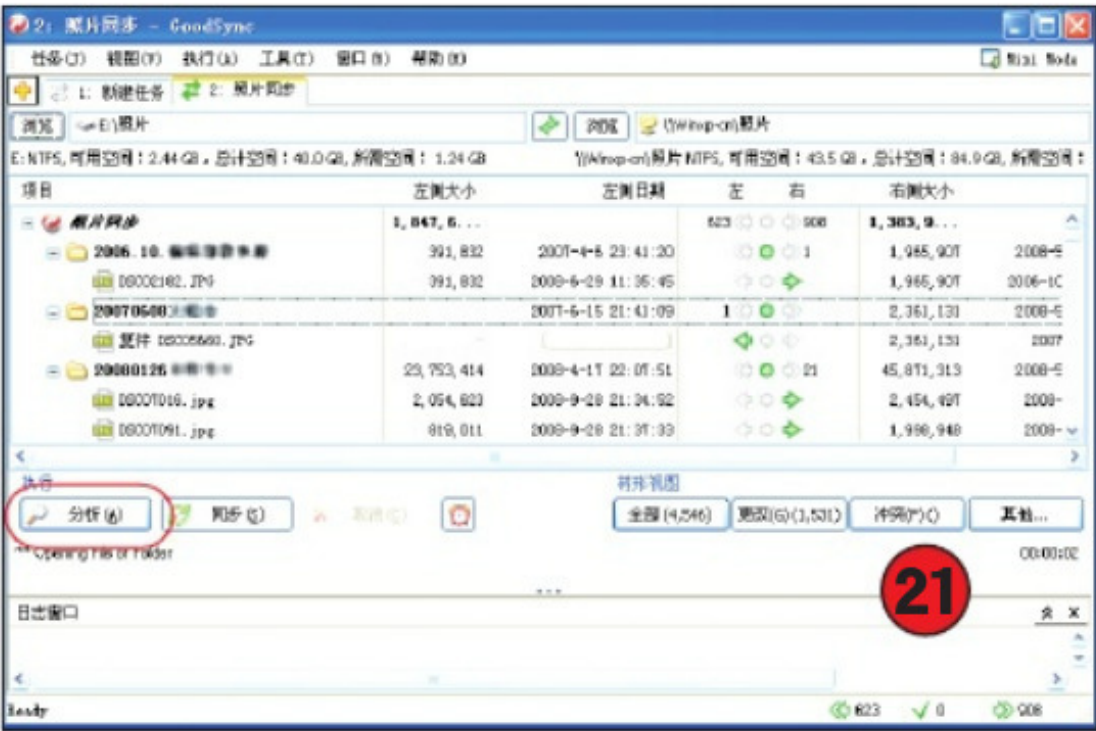 2: 照片同步 - GoodSync
任务(J) 视图(V) 执行(A) 工具(T) 窗口(N) 帮助(H) Mini Mode
1: 新建任务 2: 照片同步
浏览 E:\照片 浏览 \\Winxp-cn\照片
E: NTFS, 可用空间：2.44 GB，总计空间：40.0 GB, 所需空间： 1.24 GB \\Winxp-cn\照片 NTFS, 可用空间：43.5 GB，总计空间：84.9 GB, 所需空间：
项目 左侧大小 左侧日期 左 右 右侧大小
照片同步 1,847,6... 623 908 1,383,9...
2006.10. 391,832 2007-4-6 23:41:20 1 1,965,907 2008-5
DSC02182.JPG 391,832 2008-6-29 11:35:45 1,965,907 2006-1
20070608 2007-6-15 21:41:09 1 2,361,131 2008-5
复件 JPG 2,361,131 2007
20080126 23,753,414 2008-4-17 22:07:51 21 45,871,313 2008-5
DSC07016.jpg 2,054,823 2008-9-28 21:34:52 2,454,497 2008-
DSC07091.jpg 819,011 2008-9-28 21:37:33 1,998,948 2008-
执行 树形视图
分析(A) 同步(S) 取消(C) 全部(4,546) 更改(G)(1,531) 冲突(F)() 其他...
** Opening File or Folder 00:00:02
21
日志窗口
Ready 623 0 908